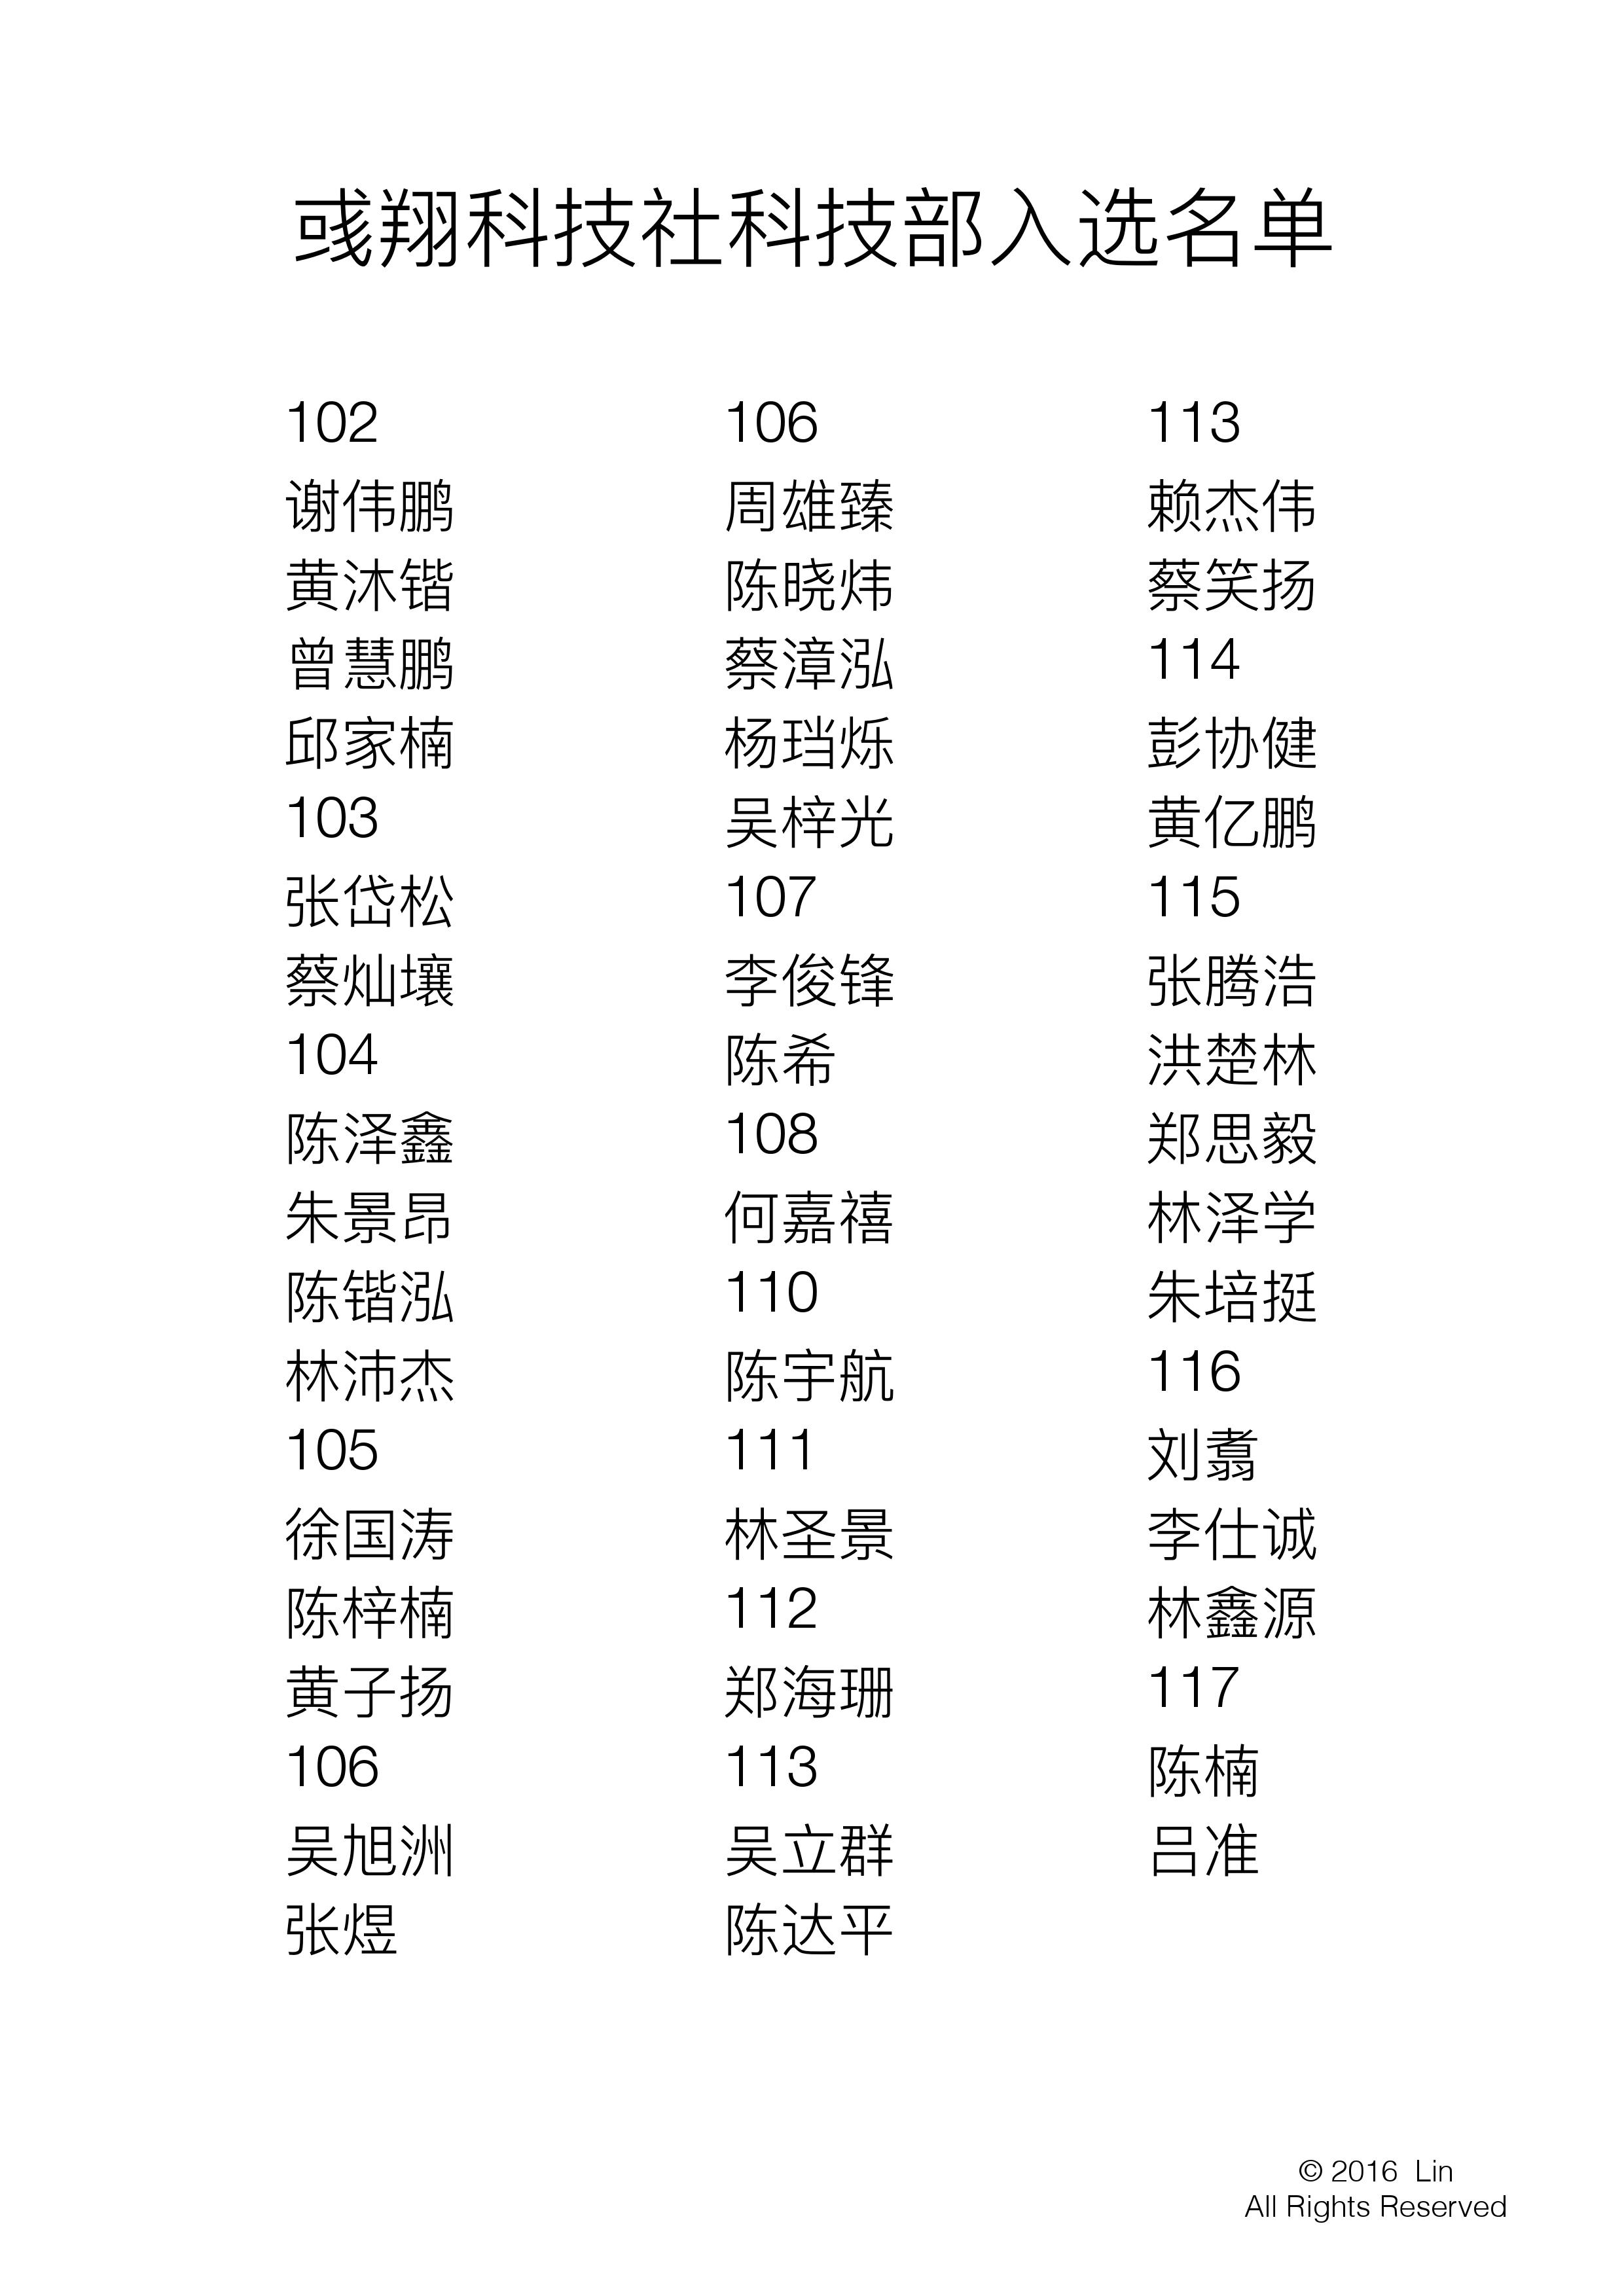 彧翔科技社科技部入选名单
102
谢伟鹏
黄沐锴
曾慧鹏
邱家楠
103
张岱松
蔡灿壤
104
陈泽鑫
朱景昂
陈锴泓
林沛杰
105
徐国涛
陈梓楠
黄子扬
106
吴旭洲
张煜
106
周雄臻
陈晓炜
蔡漳泓
杨珰烁
吴梓光
107
李俊锋
陈希
108
何嘉禧
110
陈宇航
111
林圣景
112
郑海珊
113
吴立群
陈达平
113
赖杰伟
蔡笑扬
114
彭协健
黄亿鹏
115
张腾浩
洪楚林
郑思毅
林泽学
朱培挺
116
刘翥
李仕诚
林鑫源
117
陈楠
吕准
© 2016 Lin
All Rights Reserved